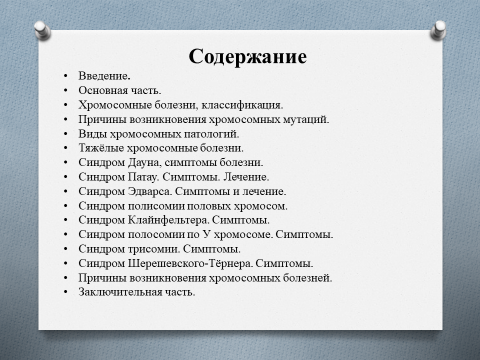 Содержание
• Введение.
• Основная часть.
• Хромосомные болезни, классификация.
• Причины возникновения хромосомных мутаций.
• Виды хромосомных патологий.
• Тяжёлые хромосомные болезни.
• Синдром Дауна, симптомы болезни.
• Синдром Патау. Симптомы. Лечение.
• Синдром Эдварса. Симптомы и лечение.
• Синдром полисомии половых хромосом.
• Синдром Клайнфельтера. Симптомы.
• Синдром полосомии по У хромосоме. Симптомы.
• Синдром трисомии. Симптомы.
• Синдром Шерешевского-Тёрнера. Симптомы.
• Причины возникновения хромосомных болезней.
• Заключительная часть.